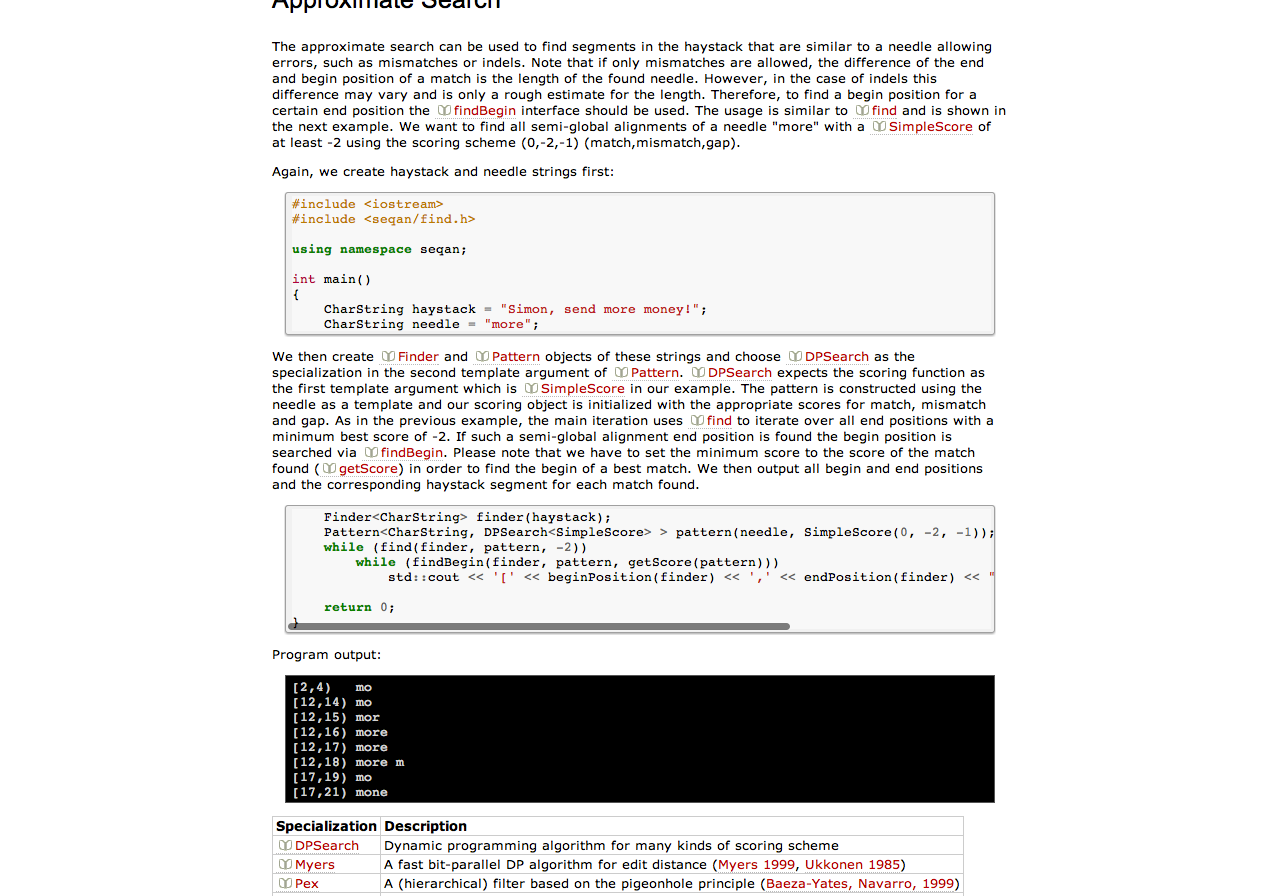 Approximate Search
The approximate search can be used to find segments in the haystack that are similar to a needle allowing
errors, such as mismatches or indels. Note that if only mismatches are allowed, the difference of the end
and begin position of a match is the length of the found needle. However, in the case of indels this
difference may vary and is only a rough estimate for the length. Therefore, to find a begin position for a
certain end position the findBegin interface should be used. The usage is similar to find and is shown in
the next example. We want to find all semi-global alignments of a needle "more" with a SimpleScore of
at least -2 using the scoring scheme (0,-2,-1) (match,mismatch,gap).
Again, we create haystack and needle strings first:
#include <iostream>
#include <seqan/find.h>
using namespace seqan;
int main()
{
CharString haystack = "Simon, send more money!";
CharString needle = "more";
We then create Finder and Pattern objects of these strings and choose DPSearch as the
specialization in the second template argument of Pattern. DPSearch expects the scoring function as
the first template argument which is SimpleScore in our example. The pattern is constructed using the
needle as a template and our scoring object is initialized with the appropriate scores for match, mismatch
and gap. As in the previous example, the main iteration uses find to iterate over all end positions with a
minimum best score of -2. If such a semi-global alignment end position is found the begin position is
searched via findBegin. Please note that we have to set the minimum score to the score of the match
found ( getScore) in order to find the begin of a best match. We then output all begin and end positions
and the corresponding haystack segment for each match found.
Finder<CharString> finder(haystack);
Pattern<CharString, DPSearch<SimpleScore> > pattern(needle, SimpleScore(0, -2, -1));
while (find(finder, pattern, -2))
while (findBegin(finder, pattern, getScore(pattern)))
std::cout << '[' << beginPosition(finder) << ',' << endPosition(finder) << "
return 0;
}
Program output:
[2,4) mo
[12,14) mo
[12,15) mor
[12,16) more
[12,17) more
[12,18) more m
[17,19) mo
[17,21) mone
Specialization Description
DPSearch Dynamic programming algorithm for many kinds of scoring scheme
Myers A fast bit-parallel DP algorithm for edit distance (Myers 1999, Ukkonen 1985)
Pex A (hierarchical) filter based on the pigeonhole principle (Baeza-Yates, Navarro, 1999)